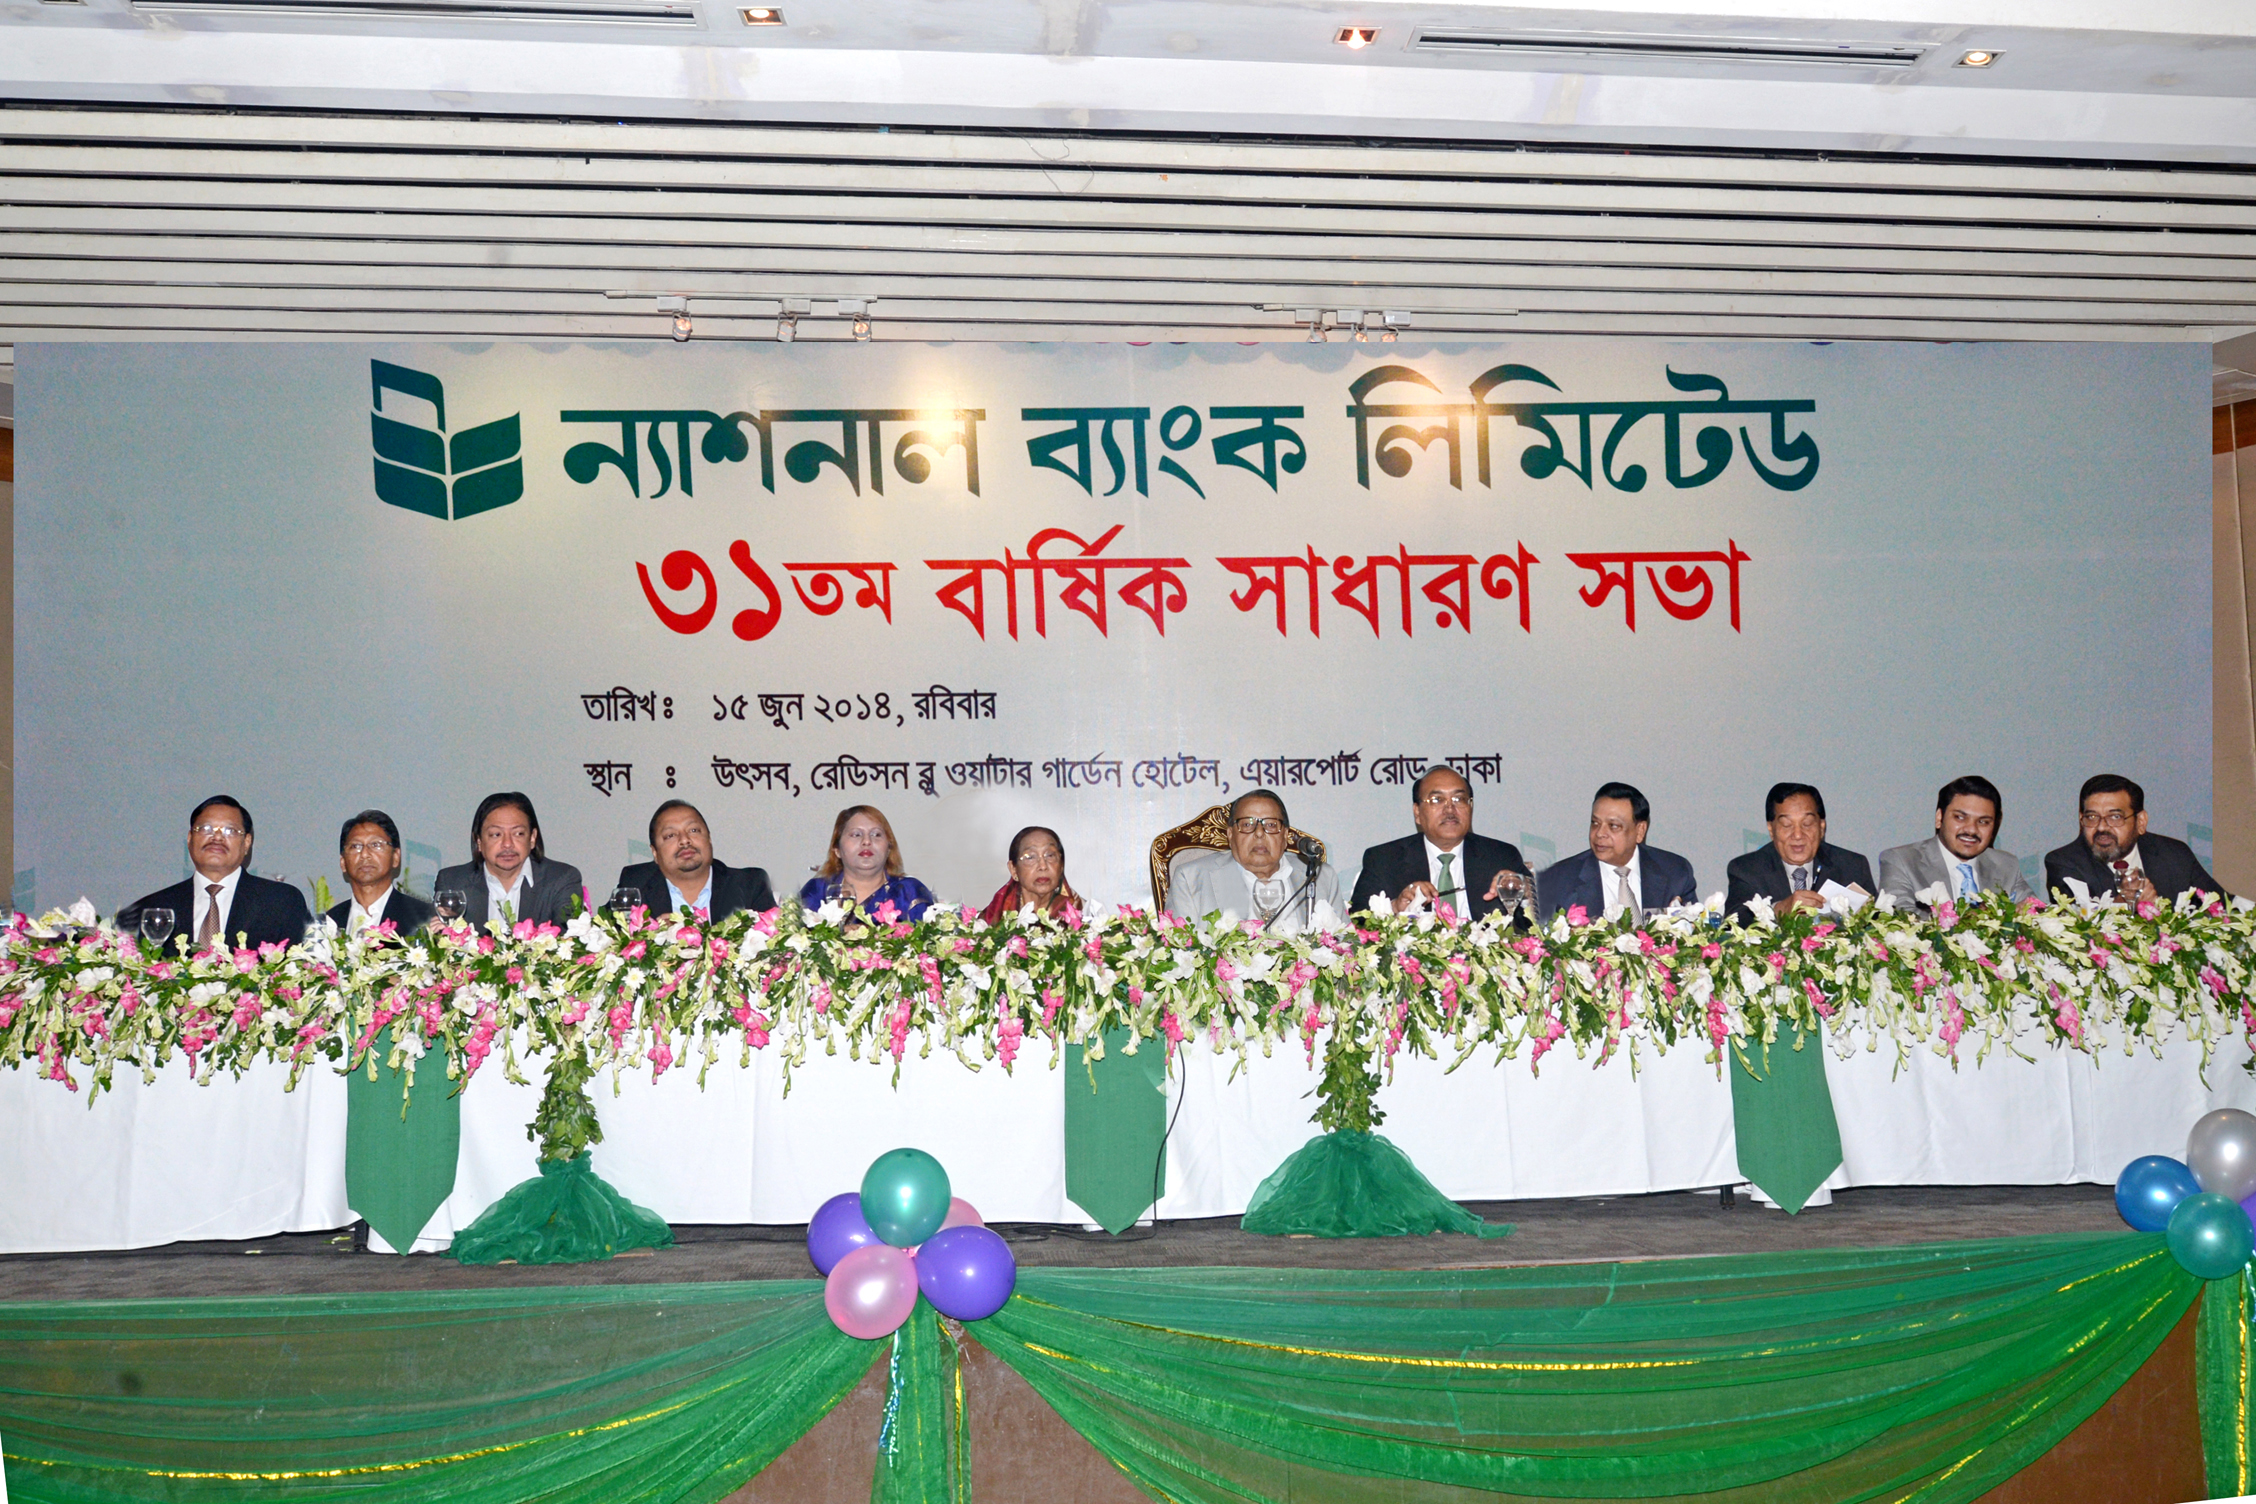 ন্যাশনাল ব্যাংক লিমিটেড
৩১তম বার্ষিক সাধারণ সভা
তারিখঃ ১৫ জুন ২০১৪, রবিবার
স্থান ঃ উৎসব, রেডিসন ব্লু ওয়াটার গার্ডেন হোটেল, এয়ারপোর্ট রোড, ঢাকা